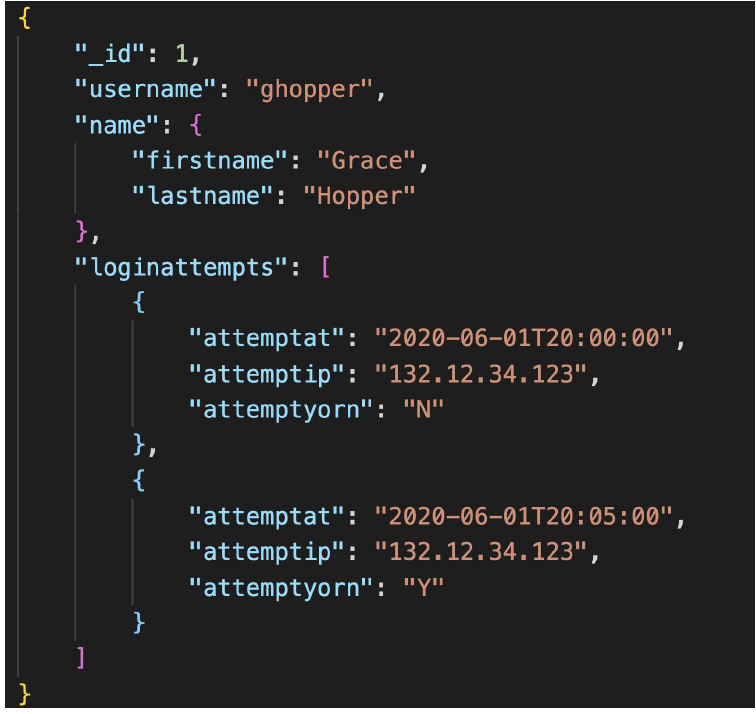 {
    "_id": 1,
    "username": "ghopper",
    "name": {
        "firstname": "Grace",
        "lastname": "Hopper"
    },
    "loginattempts": [
        {
            "attemptat": "2020-06-01T20:00:00",
            "attemptip": "132.12.34.123",
            "attemptyorn": "N"
        },
        {
            "attemptat": "2020-06-01T20:05:00",
            "attemptip": "132.12.34.123",
            "attemptyorn": "Y"
        }
    ]
}